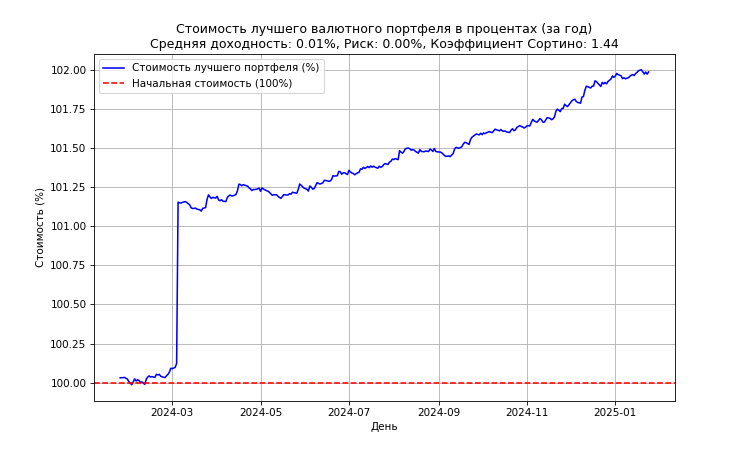 Стоимость лучшего валютного портфеля в процентах (за год)
Средняя доходность: 0.01%, Риск: 0.00%, Коэффициент Сортино: 1.44
Стоимость лучшего портфеля (%)
Начальная стоимость (100%)
Стоимость (%)
102.00
101.75
101.50
101.25
101.00
100.75
100.50
100.25
100.00
2024-03
2024-05
2024-07
2024-09
2024-11
2025-01
День